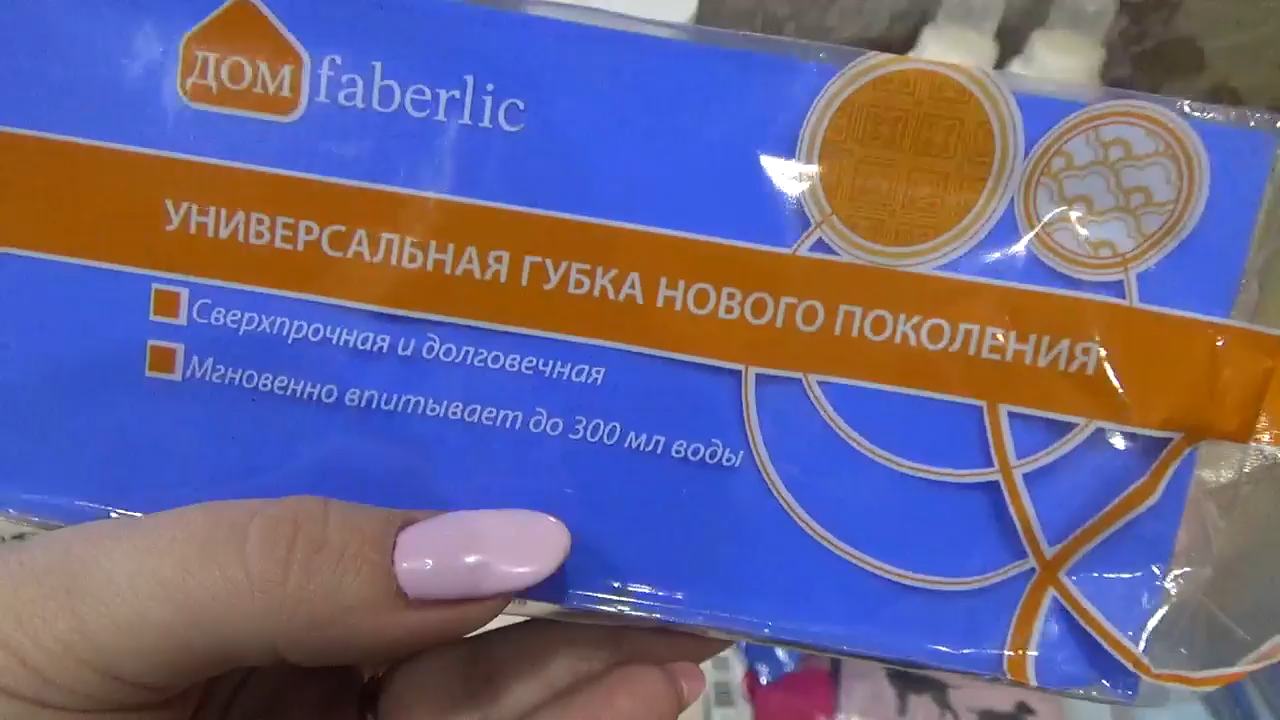 ДОМ faberlic
УНИВЕРСАЛЬНАЯ ГУБКА НОВОГО ПОКОЛЕНИЯ
Сверхпрочная и долговечная
Мгновенно впитывает до 300 мл воды